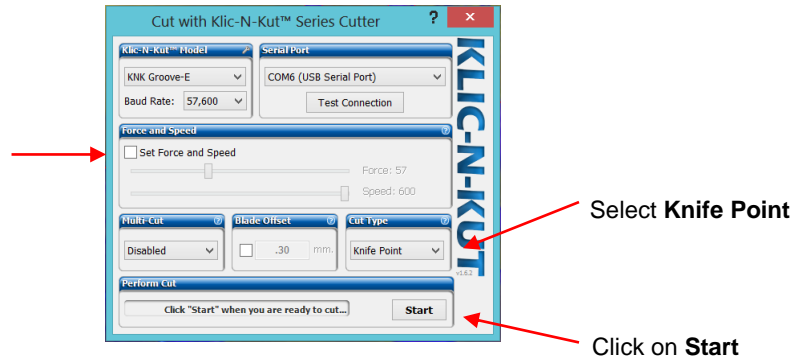 Cut with Klic-N-Kut™ Series Cutter
?
×
Klic-N-Kut™ Model
Serial Port
KNK Groove-E
COM6 (USB Serial Port)
Baud Rate: 57,600
Test Connection
Force and Speed
?
Set Force and Speed
Force: 57
Speed: 600
Multi-Cut ?
Blade Offset ?
Cut Type ?
Disabled
.30 mm.
Knife Point
KLIC-N-KUT
v1.6.2
Perform Cut
Click "Start" when you are ready to cut...
Start
Select Knife Point
Click on Start